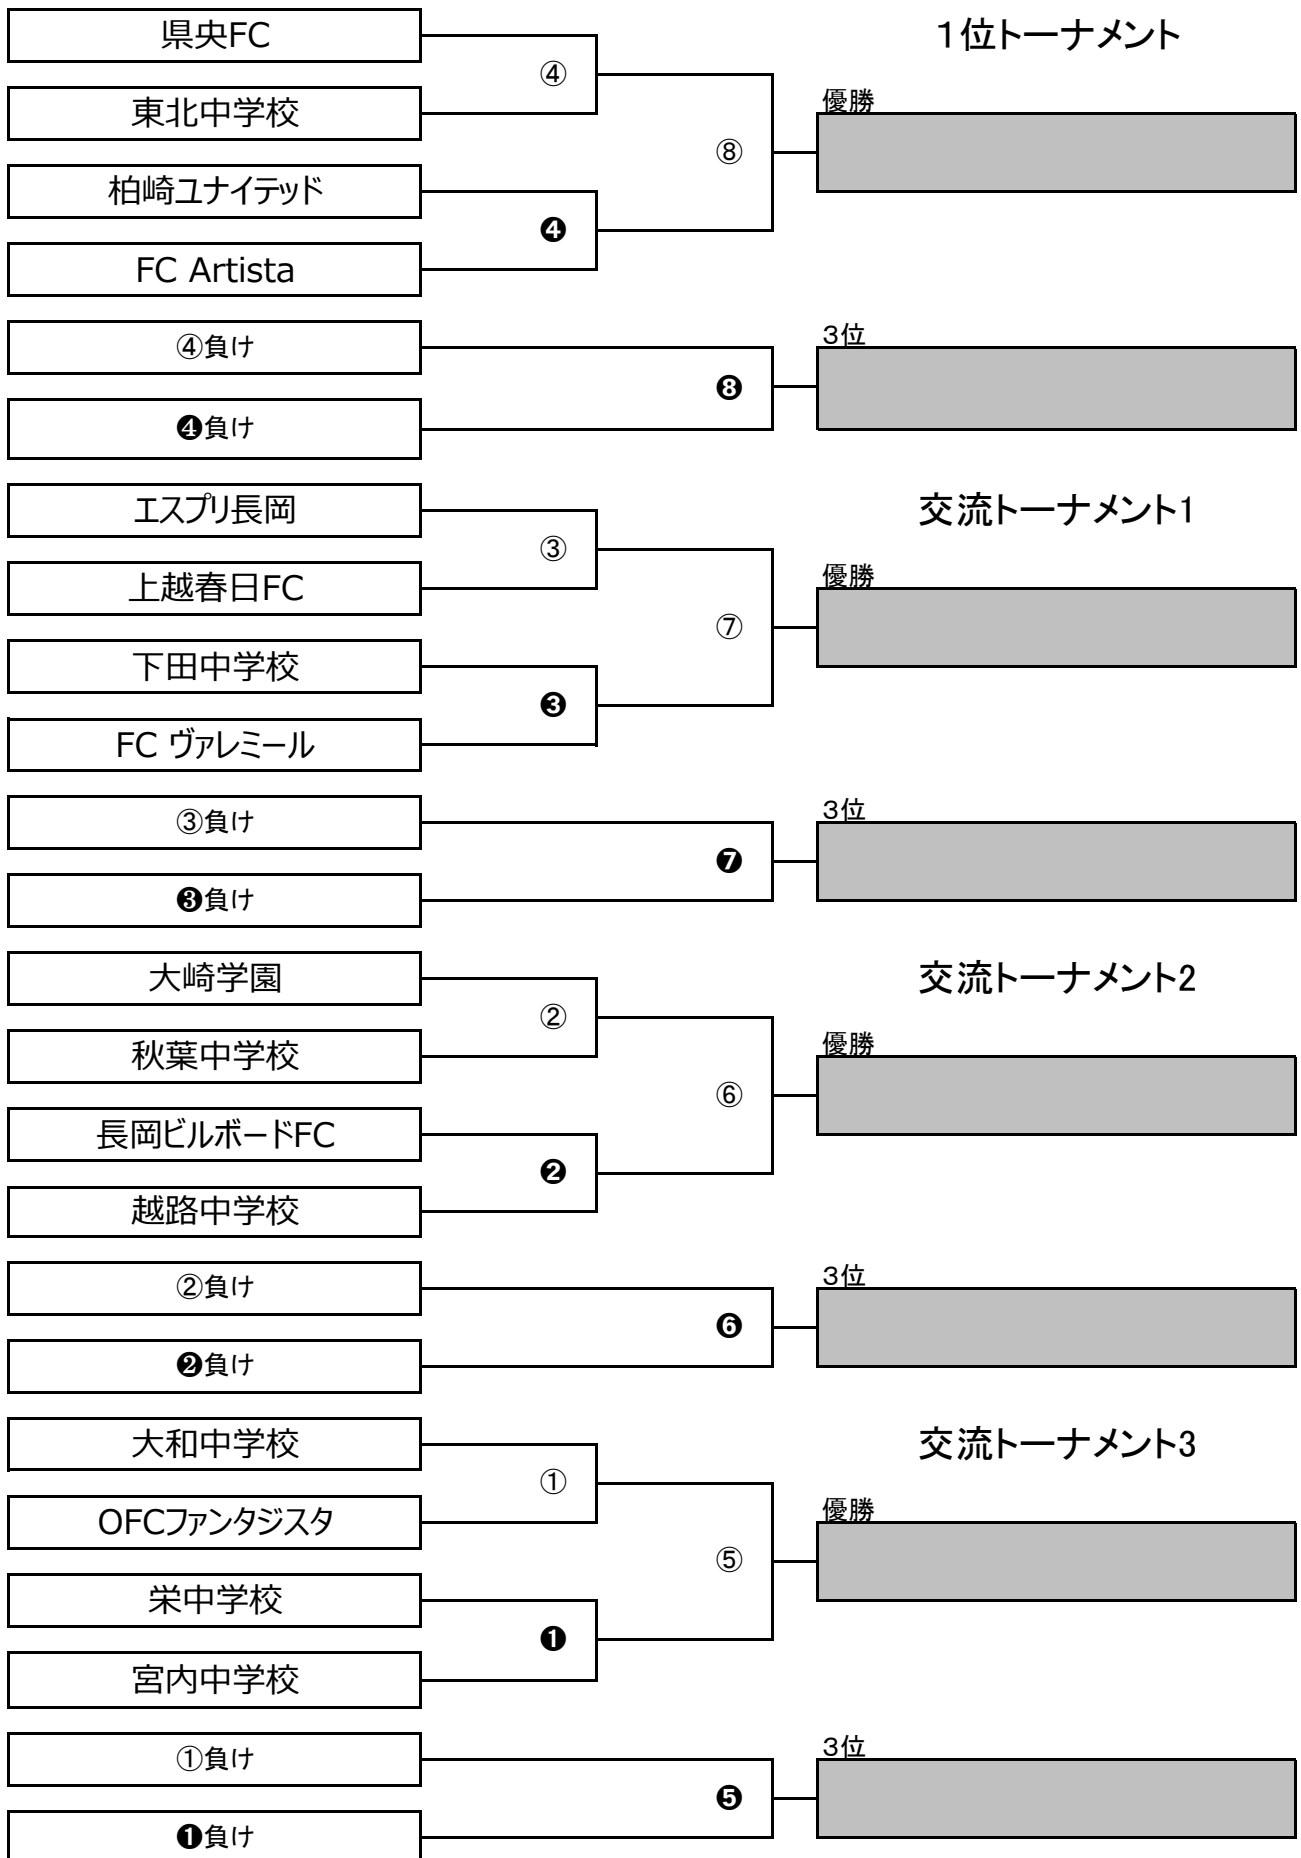 県央FC
1位トーナメント
④
東北中学校
優勝
⑧
柏崎ユナイテッド
❹
FC Artista
④負け
3位
❽
❹負け
エスプリ長岡
交流トーナメント1
③
上越春日FC
優勝
⑦
下田中学校
❸
FC ヴァレミール
③負け
3位
❼
❸負け
大崎学園
交流トーナメント2
②
秋葉中学校
優勝
⑥
長岡ビルボードFC
❷
越路中学校
②負け
3位
❻
❷負け
大和中学校
交流トーナメント3
①
OFCファンタジスタ
優勝
⑤
栄中学校
❶
宮内中学校
①負け
3位
❺
❶負け